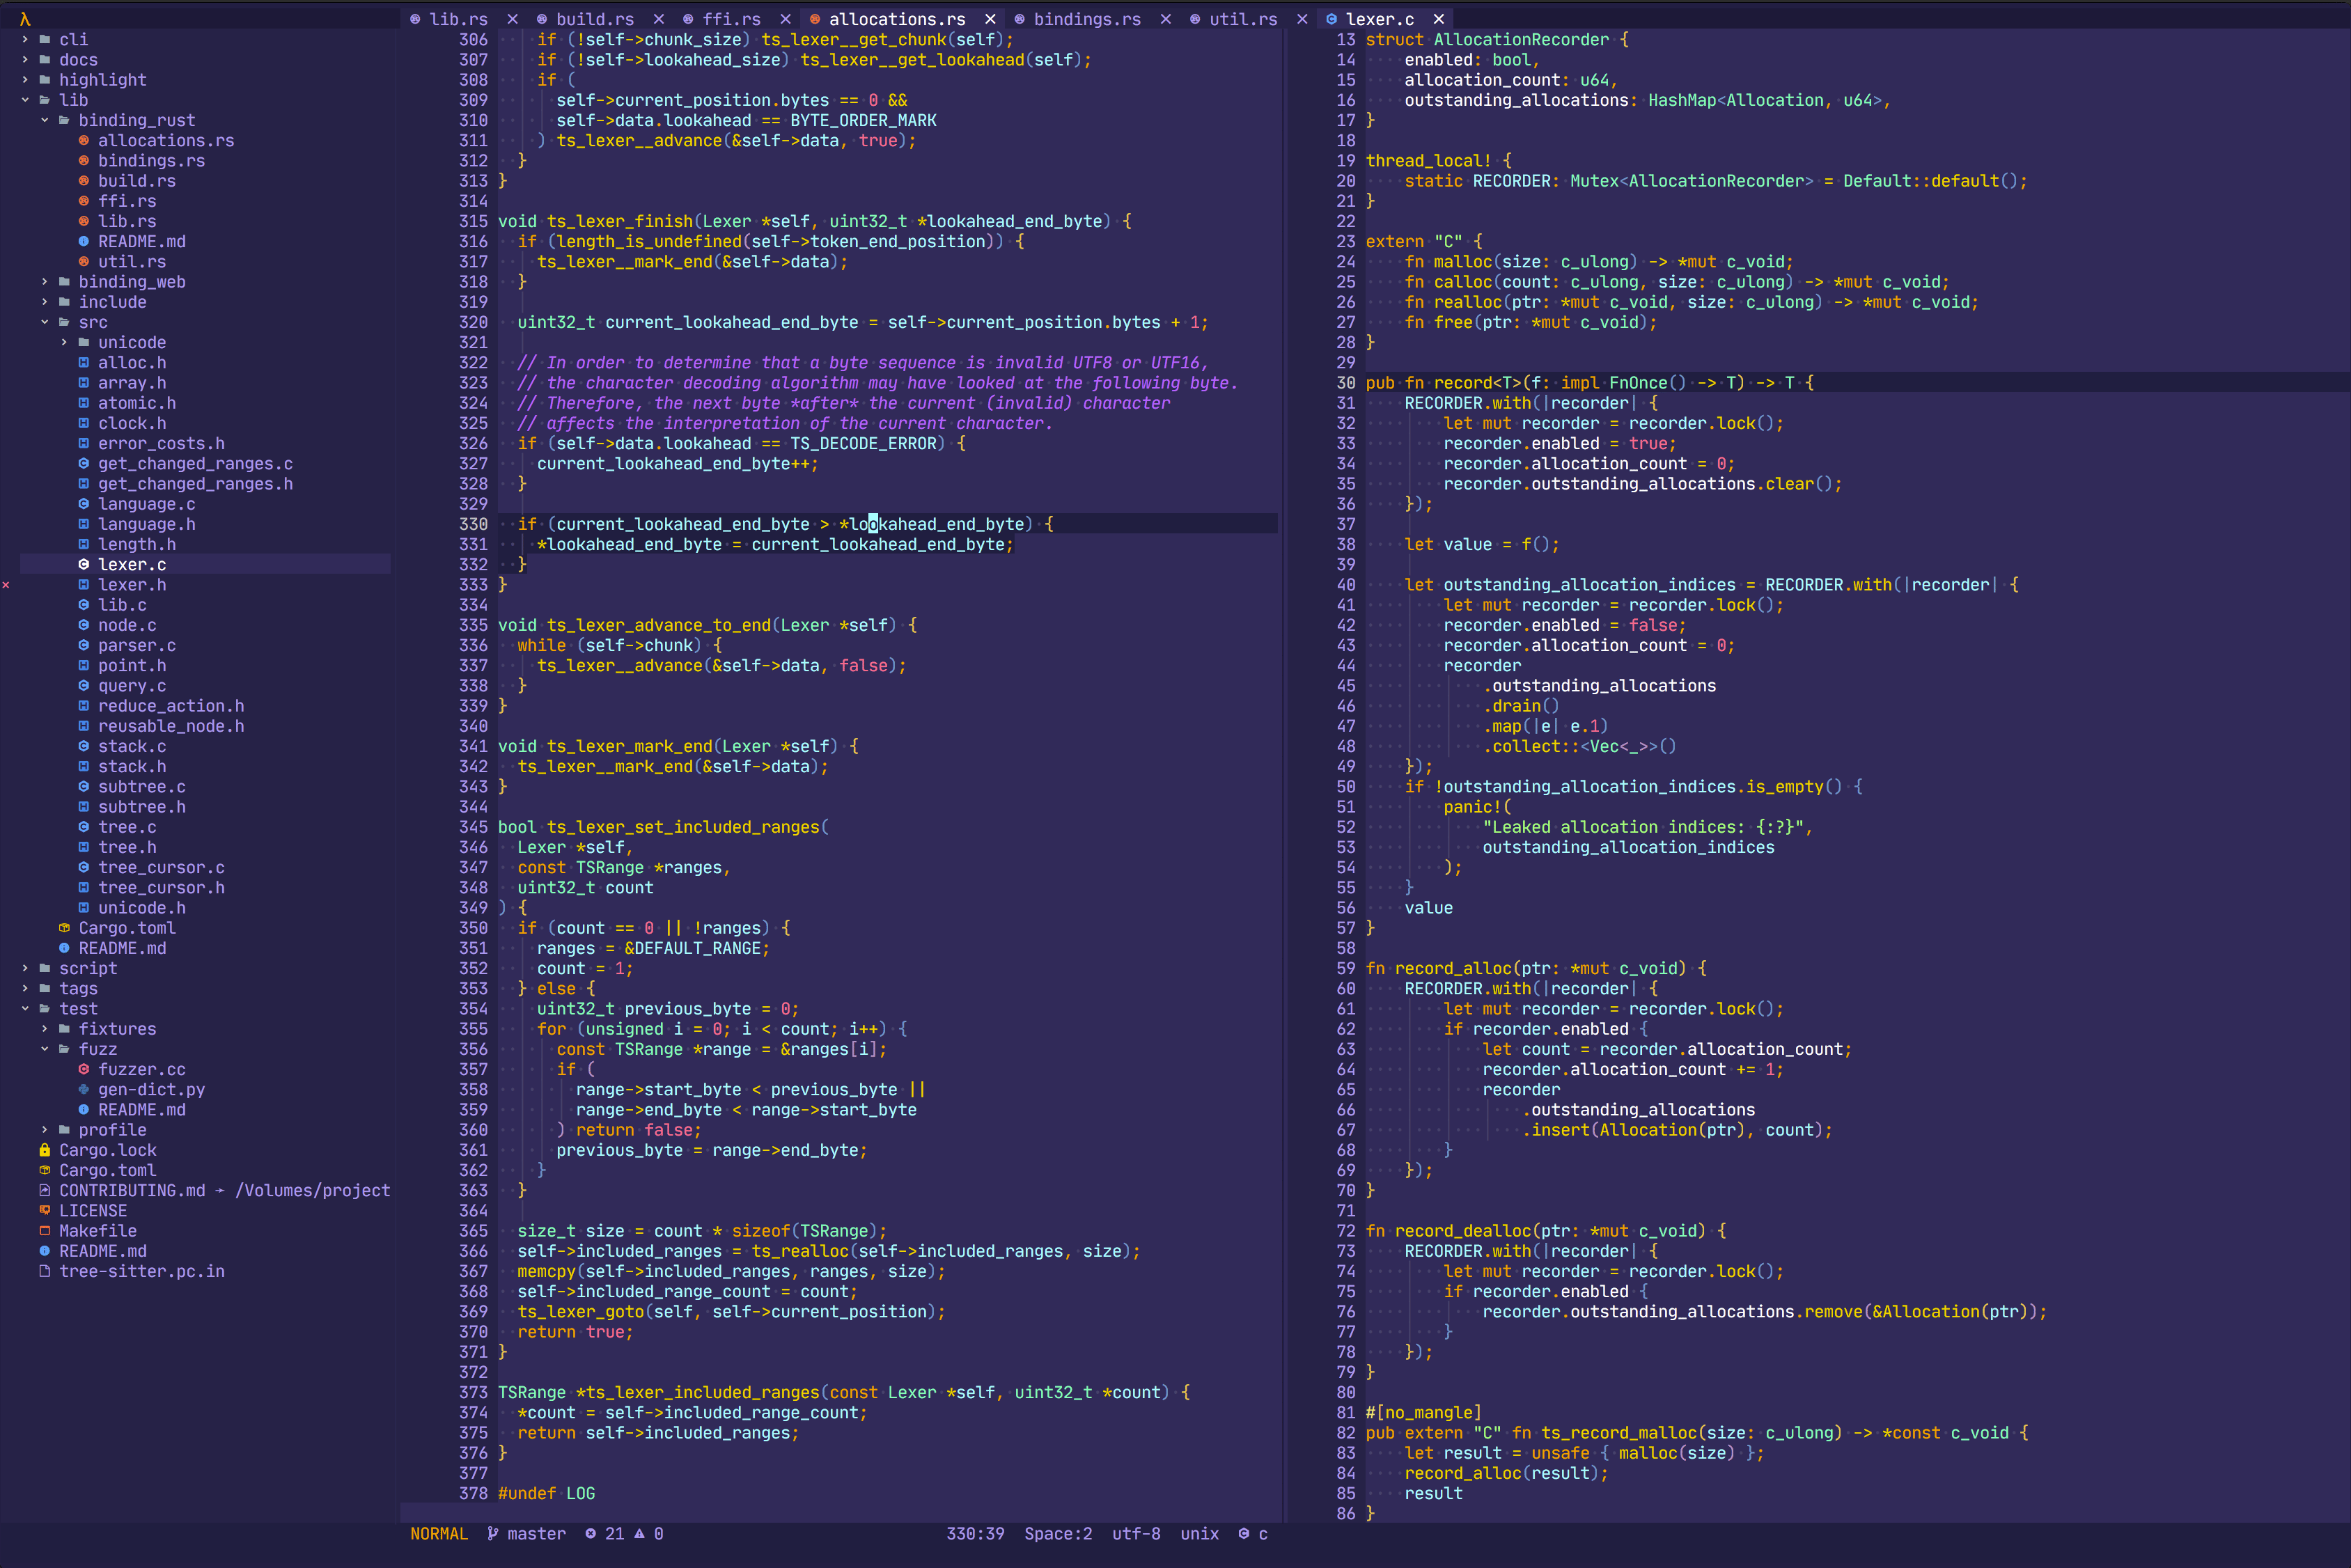 λ
cli
docs
highlight
lib
binding_rust
allocations.rs
bindings.rs
build.rs
ffi.rs
lib.rs
README.md
util.rs
binding_web
include
src
unicode
alloc.h
array.h
atomic.h
clock.h
error_costs.h
get_changed_ranges.c
get_changed_ranges.h
language.c
language.h
length.h
lexer.c
lexer.h
lib.c
node.c
parser.c
point.h
query.c
reduce_action.h
reusable_node.h
stack.c
stack.h
subtree.c
subtree.h
tree.c
tree.h
tree_cursor.c
tree_cursor.h
unicode.h
Cargo.toml
README.md
script
tags
test
fixtures
fuzz
fuzzer.cc
gen-dict.py
README.md
profile
Cargo.lock
Cargo.toml
CONTRIBUTING.md → /Volumes/project
LICENSE
Makefile
README.md
tree-sitter.pc.in
lib.rs × build.rs × ffi.rs × allocations.rs × bindings.rs × util.rs × lexer.c ×
306     if (!self->chunk_size) ts_lexer__get_chunk(self);
307     if (!self->lookahead_size) ts_lexer__get_lookahead(self);
308     if (
309       self->current_position.bytes == 0 &&
310       self->data.lookahead == BYTE_ORDER_MARK
311     ) ts_lexer__advance(&self->data, true);
312   }
313 }
314
315 void ts_lexer_finish(Lexer *self, uint32_t *lookahead_end_byte) {
316   if (length_is_undefined(self->token_end_position)) {
317     ts_lexer__mark_end(&self->data);
318   }
319
320   uint32_t current_lookahead_end_byte = self->current_position.bytes + 1;
321
322   // In order to determine that a byte sequence is invalid UTF8 or UTF16,
323   // the character decoding algorithm may have looked at the following byte.
324   // Therefore, the next byte *after* the current (invalid) character
325   // affects the interpretation of the current character.
326   if (self->data.lookahead == TS_DECODE_ERROR) {
327     current_lookahead_end_byte++;
328   }
329
330   if (current_lookahead_end_byte > *lookahead_end_byte) {
331     *lookahead_end_byte = current_lookahead_end_byte;
332   }
333 }
334
335 void ts_lexer_advance_to_end(Lexer *self) {
336   while (self->chunk) {
337     ts_lexer__advance(&self->data, false);
338   }
339 }
340
341 void ts_lexer_mark_end(Lexer *self) {
342   ts_lexer__mark_end(&self->data);
343 }
344
345 bool ts_lexer_set_included_ranges(
346   Lexer *self,
347   const TSRange *ranges,
348   uint32_t count
349 ) {
350   if (count == 0 || !ranges) {
351     ranges = &DEFAULT_RANGE;
352     count = 1;
353   } else {
354     uint32_t previous_byte = 0;
355     for (unsigned i = 0; i < count; i++) {
356       const TSRange *range = &ranges[i];
357       if (
358         range->start_byte < previous_byte ||
359         range->end_byte < range->start_byte
360       ) return false;
361       previous_byte = range->end_byte;
362     }
363   }
364
365   size_t size = count * sizeof(TSRange);
366   self->included_ranges = ts_realloc(self->included_ranges, size);
367   memcpy(self->included_ranges, ranges, size);
368   self->included_range_count = count;
369   ts_lexer_goto(self, self->current_position);
370   return true;
371 }
372
373 TSRange *ts_lexer_included_ranges(const Lexer *self, uint32_t *count) {
374   *count = self->included_range_count;
375   return self->included_ranges;
376 }
377
378 #undef LOG
13 struct AllocationRecorder {
14     enabled: bool,
15     allocation_count: u64,
16     outstanding_allocations: HashMap<Allocation, u64>,
17 }
18
19 thread_local! {
20     static RECORDER: Mutex<AllocationRecorder> = Default::default();
21 }
22
23 extern "C" {
24     fn malloc(size: c_ulong) -> *mut c_void;
25     fn calloc(count: c_ulong, size: c_ulong) -> *mut c_void;
26     fn realloc(ptr: *mut c_void, size: c_ulong) -> *mut c_void;
27     fn free(ptr: *mut c_void);
28 }
29
30 pub fn record<T>(f: impl FnOnce() -> T) -> T {
31     RECORDER.with(|recorder| {
32         let mut recorder = recorder.lock();
33         recorder.enabled = true;
34         recorder.allocation_count = 0;
35         recorder.outstanding_allocations.clear();
36     });
37
38     let value = f();
39
40     let outstanding_allocation_indices = RECORDER.with(|recorder| {
41         let mut recorder = recorder.lock();
42         recorder.enabled = false;
43         recorder.allocation_count = 0;
44         recorder
45             .outstanding_allocations
46             .drain()
47             .map(|e| e.1)
48             .collect::<Vec<_>>()
49     });
50     if !outstanding_allocation_indices.is_empty() {
51         panic!(
52             "Leaked allocation indices: {:?}",
53             outstanding_allocation_indices
54         );
55     }
56     value
57 }
58
59 fn record_alloc(ptr: *mut c_void) {
60     RECORDER.with(|recorder| {
61         let mut recorder = recorder.lock();
62         if recorder.enabled {
63             let count = recorder.allocation_count;
64             recorder.allocation_count += 1;
65             recorder
66                 .outstanding_allocations
67                 .insert(Allocation(ptr), count);
68         }
69     });
70 }
71
72 fn record_dealloc(ptr: *mut c_void) {
73     RECORDER.with(|recorder| {
74         let mut recorder = recorder.lock();
75         if recorder.enabled {
76             recorder.outstanding_allocations.remove(&Allocation(ptr));
77         }
78     });
79 }
80
81 #[no_mangle]
82 pub extern "C" fn ts_record_malloc(size: c_ulong) -> *const c_void {
83     let result = unsafe { malloc(size) };
84     record_alloc(result);
85     result
86 }
NORMAL master 21 0 330:39 Space:2 utf-8 unix c